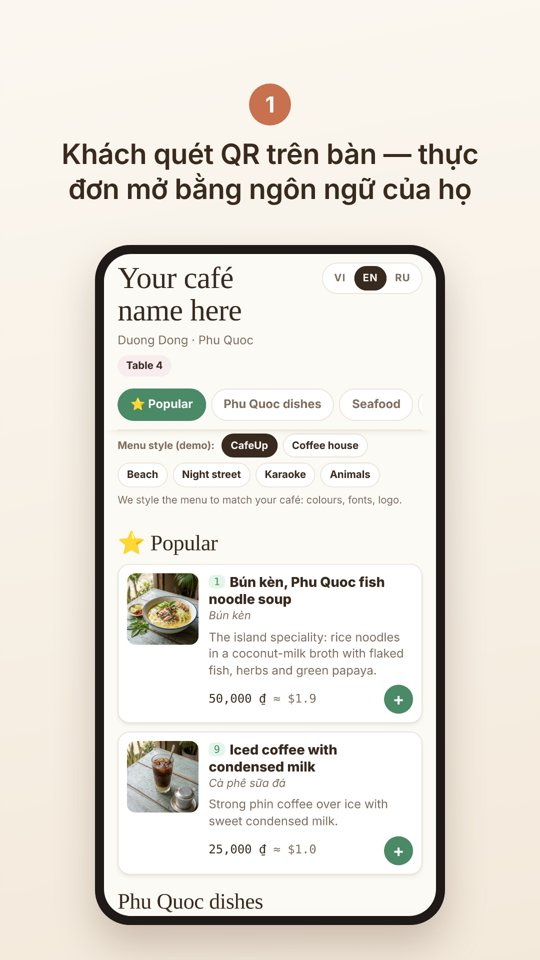 1
Khách quét QR trên bàn — thực
đơn mở bằng ngôn ngữ của họ
Your café
name here
VI EN RU
Duong Dong · Phu Quoc
Table 4
⭐ Popular Phu Quoc dishes Seafood
Menu style (demo): CafeUp Coffee house
Beach Night street Karaoke Animals
We style the menu to match your café: colours, fonts, logo.
⭐ Popular
1 Bún kèn, Phu Quoc fish
noodle soup
Bún kèn
The island speciality: rice noodles
in a coconut-milk broth with flaked
fish, herbs and green papaya.
50,000 ₫ ≈ $1.9
+
9 Iced coffee with
condensed milk
Cà phê sữa đá
Strong phin coffee over ice with
sweet condensed milk.
25,000 ₫ ≈ $1.0
+
Phu Quoc dishes